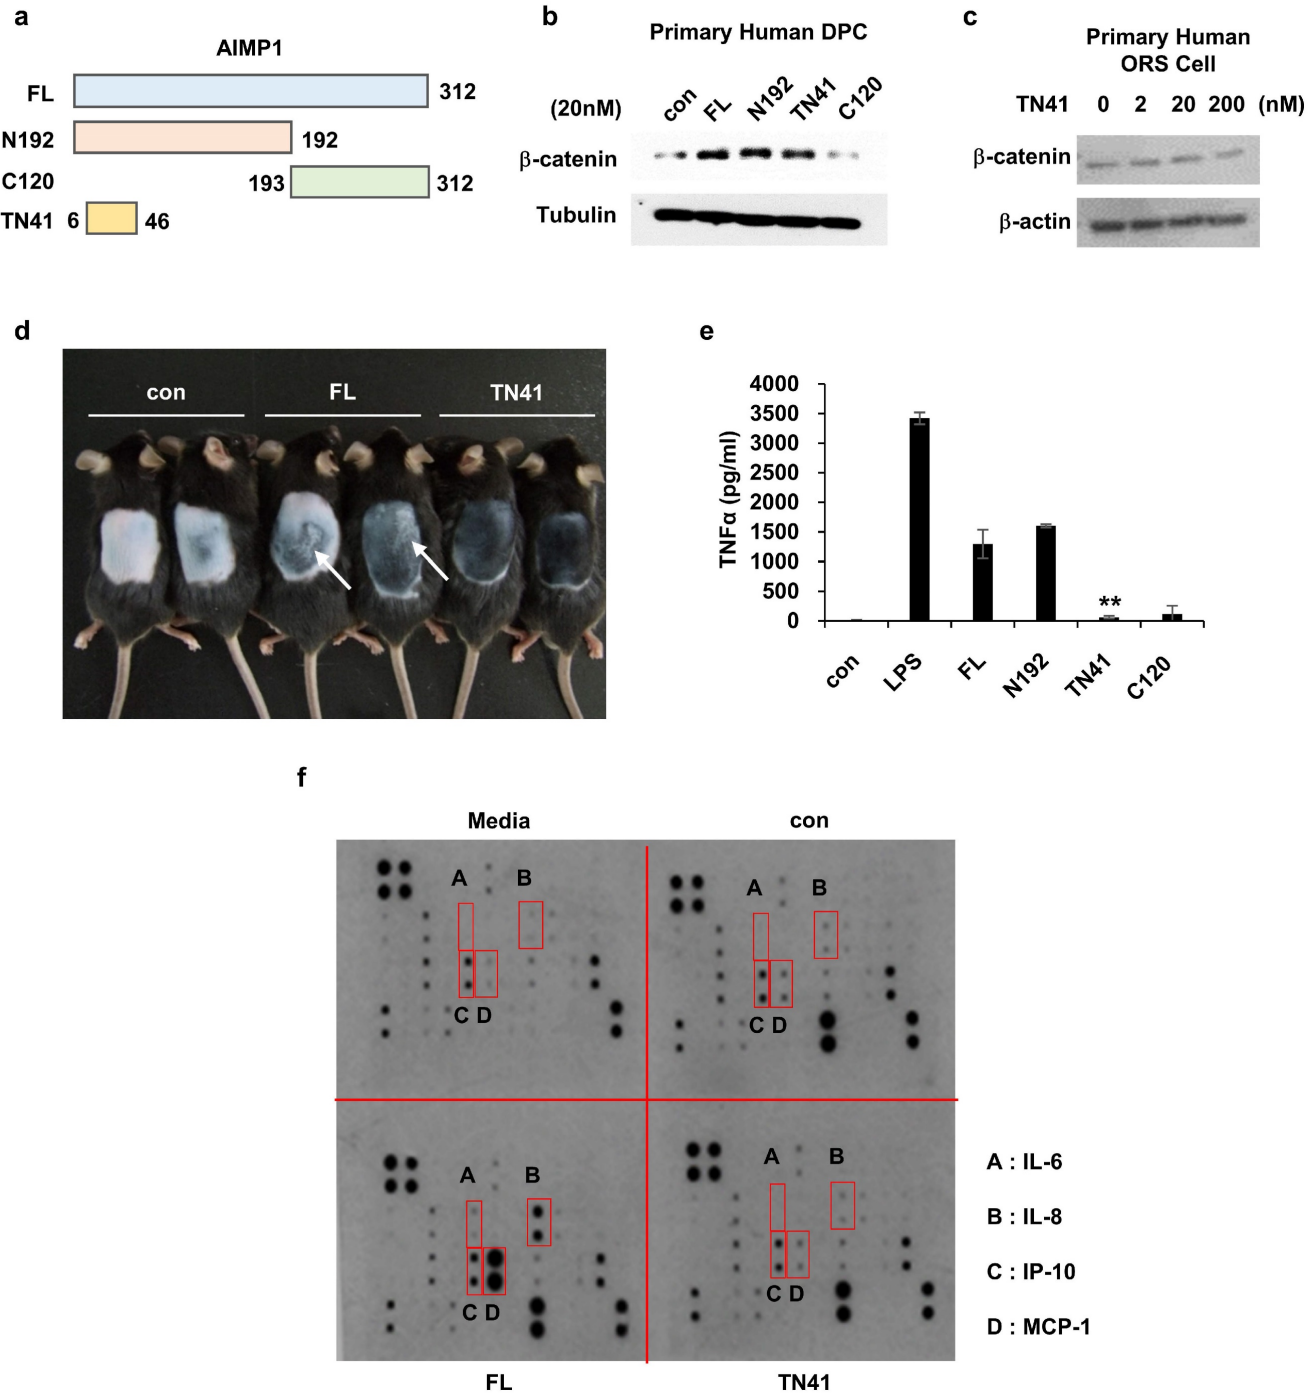 a
AIMP1
FL 312
N192 192
C120 193 312
TN41 6 46
b
Primary Human DPC
(20nM) con FL N192 TN41 C120
β-catenin
Tubulin
c
Primary Human
ORS Cell
TN41 0 2 20 200 (nM)
β-catenin
β-actin
d
con FL TN41
e
TNFα (pg/ml)
4000
3500
3000
2500
2000
1500
1000
500
0
**
con LPS FL N192 TN41 C120
f
Media con
A B A B
C D C D
A B A B
C D C D
FL TN41
A : IL-6
B : IL-8
C : IP-10
D : MCP-1